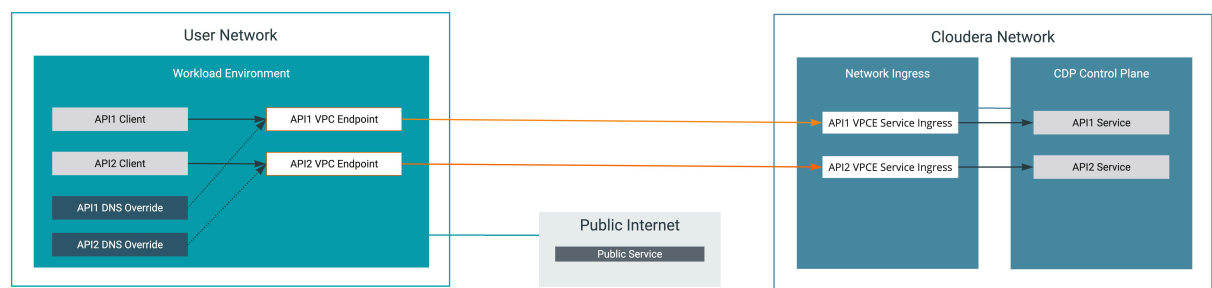 User Network
Workload Environment
API1 Client
API1 VPC Endpoint
API2 Client
API2 VPC Endpoint
API1 DNS Override
API2 DNS Override
Public Internet
Public Service
Cloudera Network
Network Ingress
API1 VPCE Service Ingress
API2 VPCE Service Ingress
CDP Control Plane
API1 Service
API2 Service